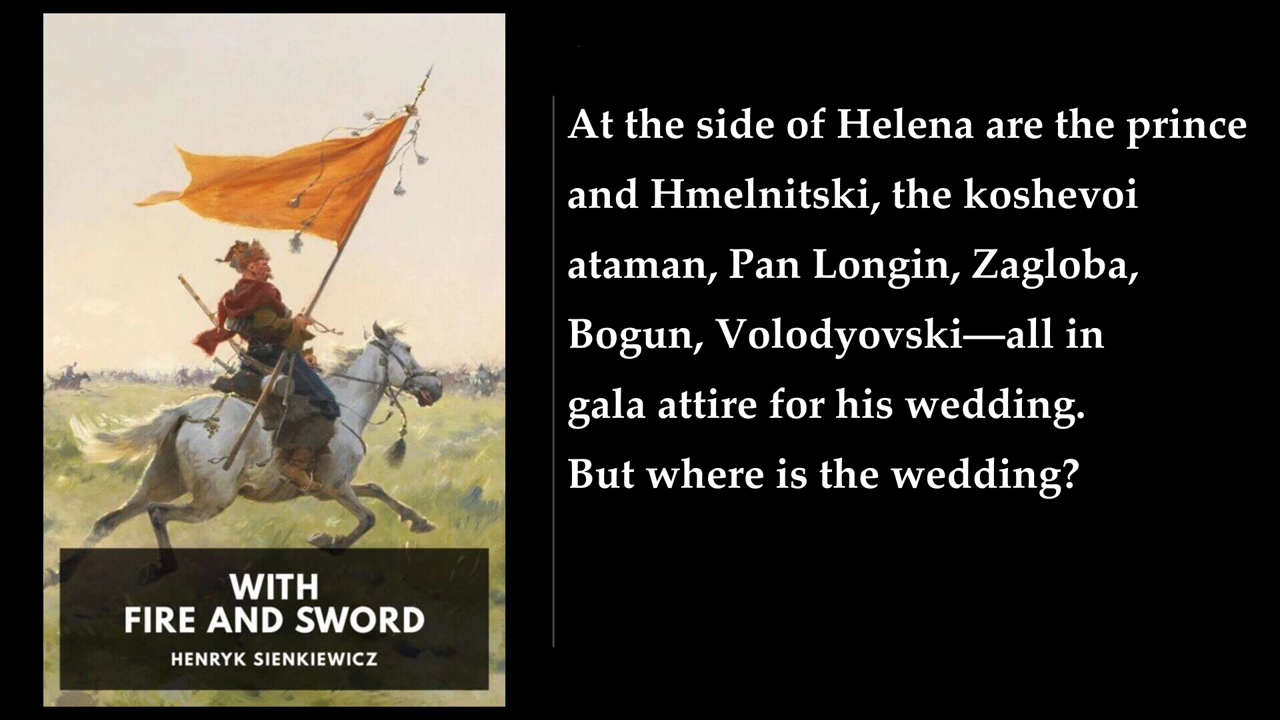 WITH
FIRE AND SWORD
HENRYK SIENKIEWICZ
At the side of Helena are the prince
and Hmelnitski, the koshevoi
ataman, Pan Longin, Zagloba,
Bogun, Volodyovski—all in
gala attire for his wedding.
But where is the wedding?